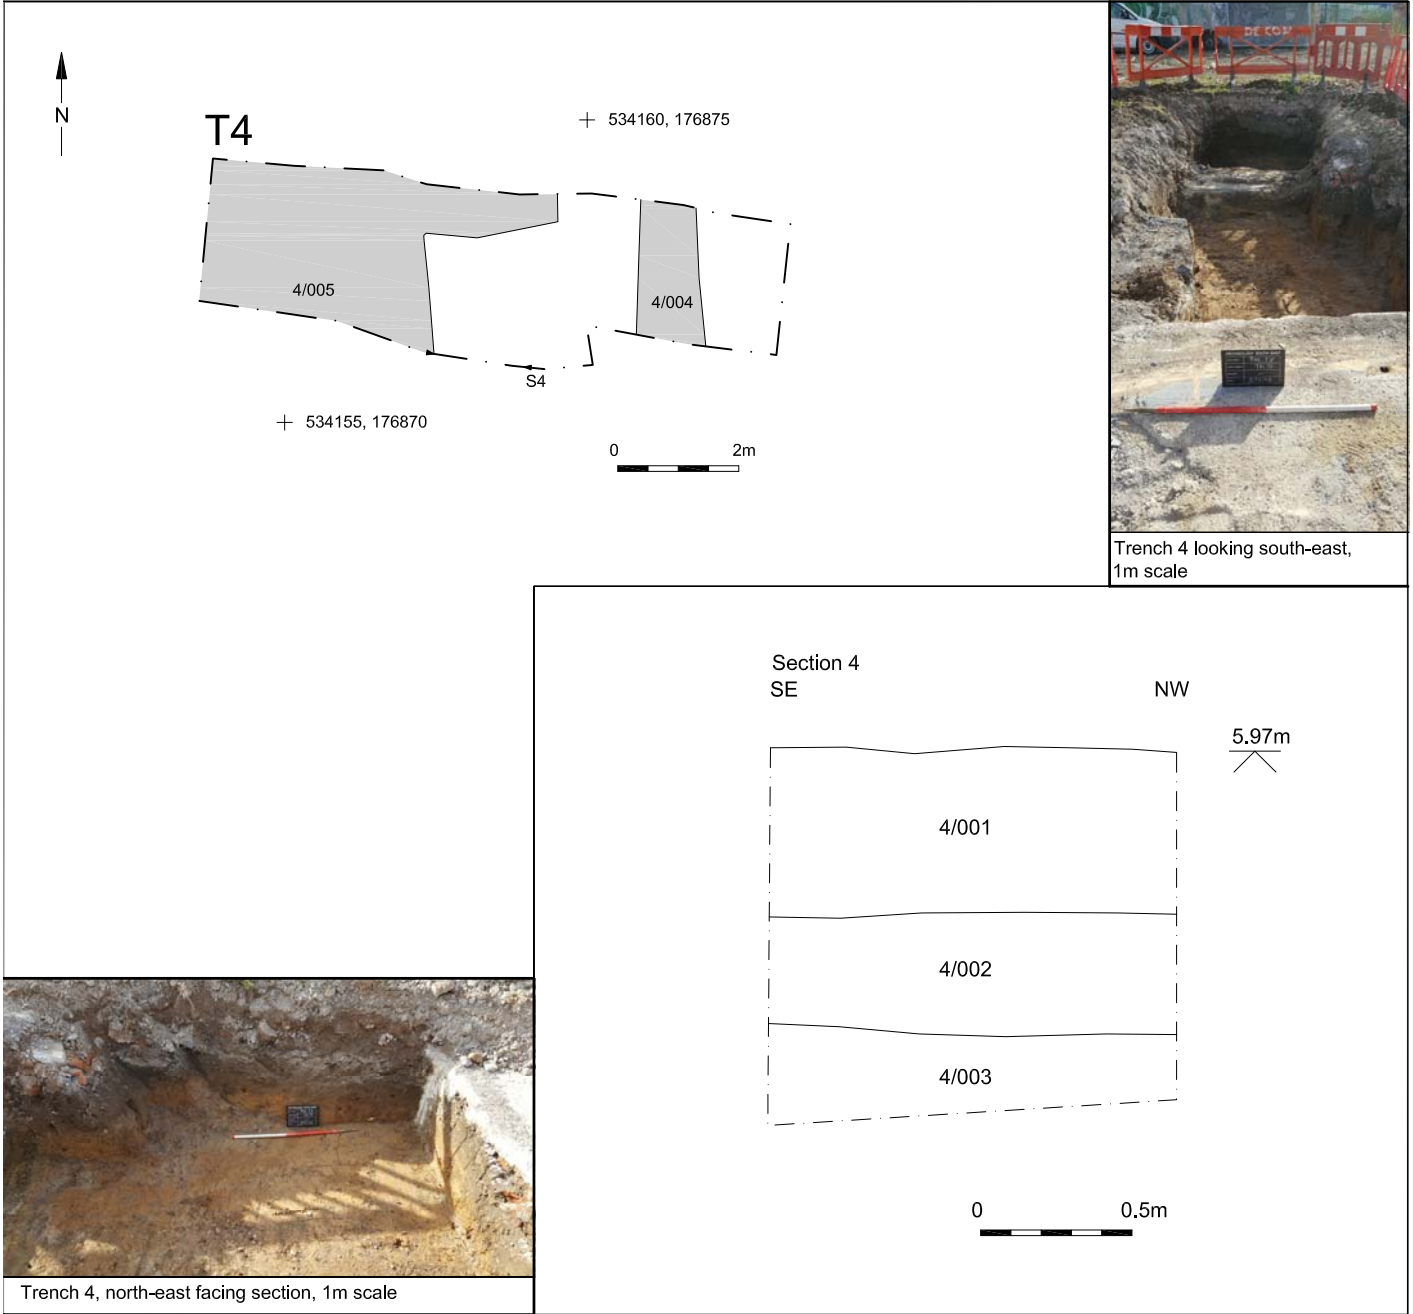 N
T4
534160, 176875
4/005
4/004
S4
534155, 176870
0 2m
DE COM
Trench 4 looking south-east,
1m scale
Section 4
SE NW
5.97m
4/001
4/002
4/003
0 0.5m
Trench 4, north-east facing section, 1m scale